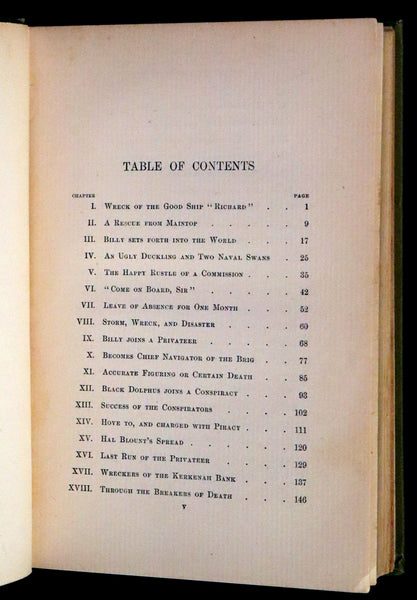 TABLE OF CONTENTS
CHAPTER PAGE
I. WRECK OF THE GOOD SHIP "RICHARD" . . 1
II. A RESCUE FROM MAINTOP . . . . . 9
III. BILLY SETS FORTH INTO THE WORLD . . . 17
IV. AN UGLY DUCKLING AND TWO NAVAL SWANS . 25
V. THE HAPPY RUSTLE OF A COMMISSION . . . 35
VI. "COME ON BOARD, SIR" . . . . . 42
VII. LEAVE OF ABSENCE FOR ONE MONTH . . . 52
VIII. STORM, WRECK, AND DISASTER . . . . 60
IX. BILLY JOINS A PRIVATEER . . . . 68
X. BECOMES CHIEF NAVIGATOR OF THE BRIG . . 77
XI. ACCURATE FIGURING OR CERTAIN DEATH . . 85
XII. BLACK DOLPHUS JOINS A CONSPIRACY . . 93
XIII. SUCCESS OF THE CONSPIRATORS . . . . 102
XIV. HOVE TO, AND CHARGED WITH PIRACY . . 111
XV. HAL BLOUNT'S SPREAD . . . . . 120
XVI. LAST RUN OF THE PRIVATEER . . . . 129
XVII. WRECKERS OF THE KERKENAH BANK . . . 137
XVIII. THROUGH THE BREAKERS OF DEATH . . . 146
V